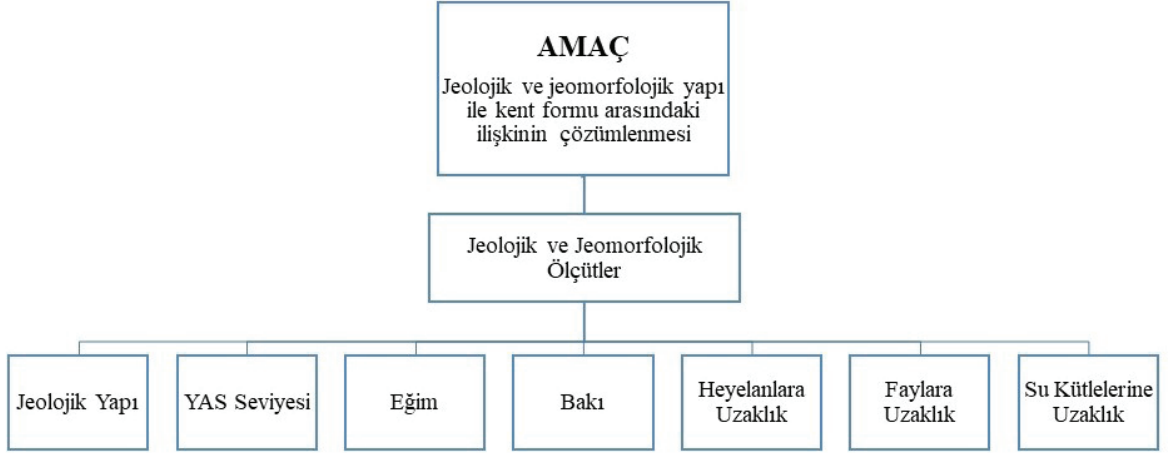 AMAÇ
Jeolojik ve jeomorfolojik yapı
ile kent formu arasındaki
ilişkinin çözümlenmesi
Jeolojik ve Jeomorfolojik
Ölçütler
Jeolojik Yapı
YAS Seviyesi
Eğim
Bakı
Heyelanlara
Uzaklık
Faylara
Uzaklık
Su Kütlelerine
Uzaklık